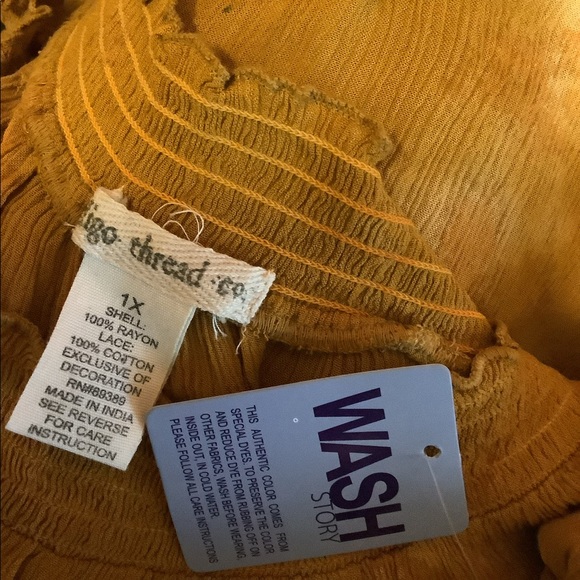 igo thread co
1X
SHELL:
100% RAYON
LACE:
100% COTTON
EXCLUSIVE OF
DECORATION
RN#89389
MADE IN INDIA
SEE REVERSE
FOR CARE
INSTRUCTION
WASH
STORY
THIS AUTHENTIC COLOR COMES FROM
SPECIAL DYES. TO PRESERVE THE COLOR
AND REDUCE DYE FROM RUBBING OFF ON
OTHER FABRICS, WASH BEFORE WEARING.
INSIDE OUT, IN COLD WATER.
PLEASE FOLLOW ALL CARE INSTRUCTIONS